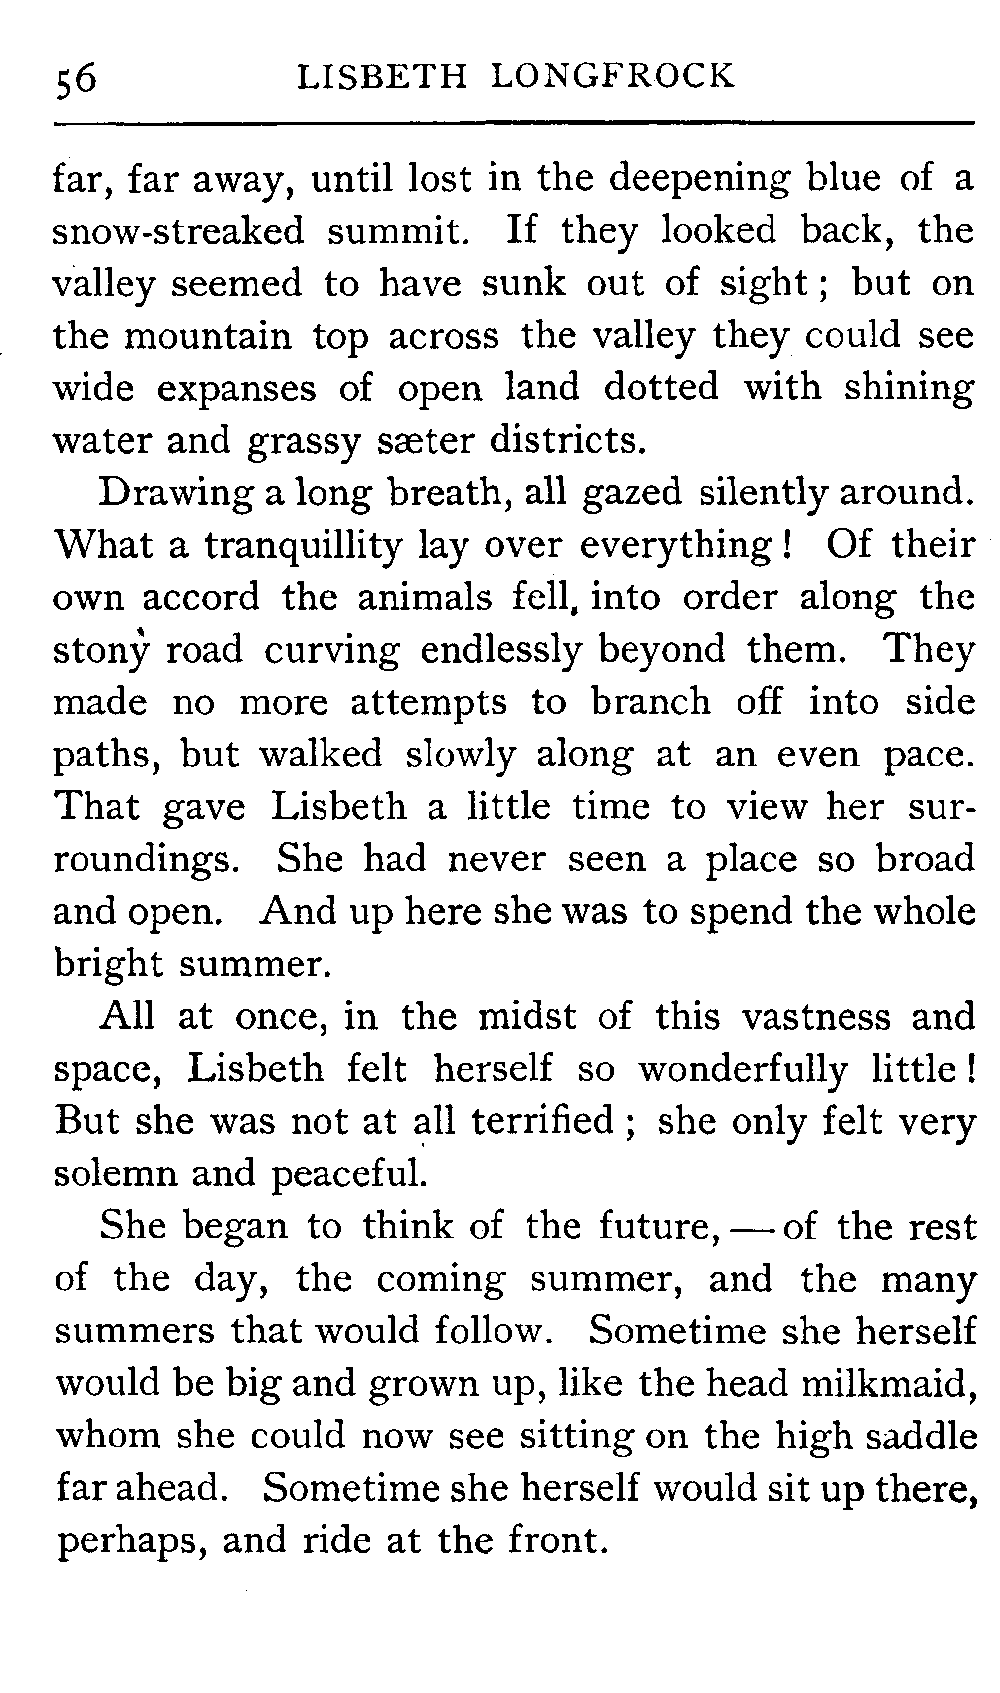 56 LISBETH LONGFROCK
far, far away, until lost in the deepening blue of a
snow-streaked summit. If they looked back, the
valley seemed to have sunk out of sight; but on
the mountain top across the valley they could see
wide expanses of open land dotted with shining
water and grassy sæter districts.
Drawing a long breath, all gazed silently around.
What a tranquillity lay over everything! Of their
own accord the animals fell, into order along the
stony road curving endlessly beyond them. They
made no more attempts to branch off into side
paths, but walked slowly along at an even pace.
That gave Lisbeth a little time to view her sur-
roundings. She had never seen a place so broad
and open. And up here she was to spend the whole
bright summer.
All at once, in the midst of this vastness and
space, Lisbeth felt herself so wonderfully little!
But she was not at all terrified; she only felt very
solemn and peaceful.
She began to think of the future, — of the rest
of the day, the coming summer, and the many
summers that would follow. Sometime she herself
would be big and grown up, like the head milkmaid,
whom she could now see sitting on the high saddle
far ahead. Sometime she herself would sit up there,
perhaps, and ride at the front.